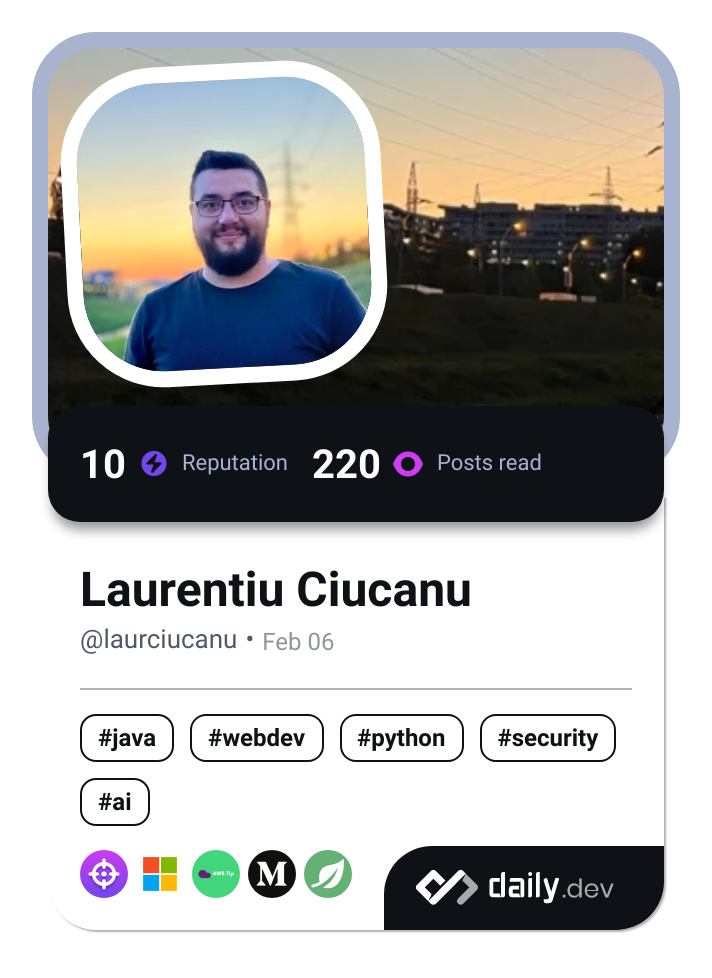 10 Reputation 220 Posts read
Laurentiu Ciucanu
@laurciucanu • Feb 06
#java #webdev #python #security
#ai
AWS Tip M daily.dev